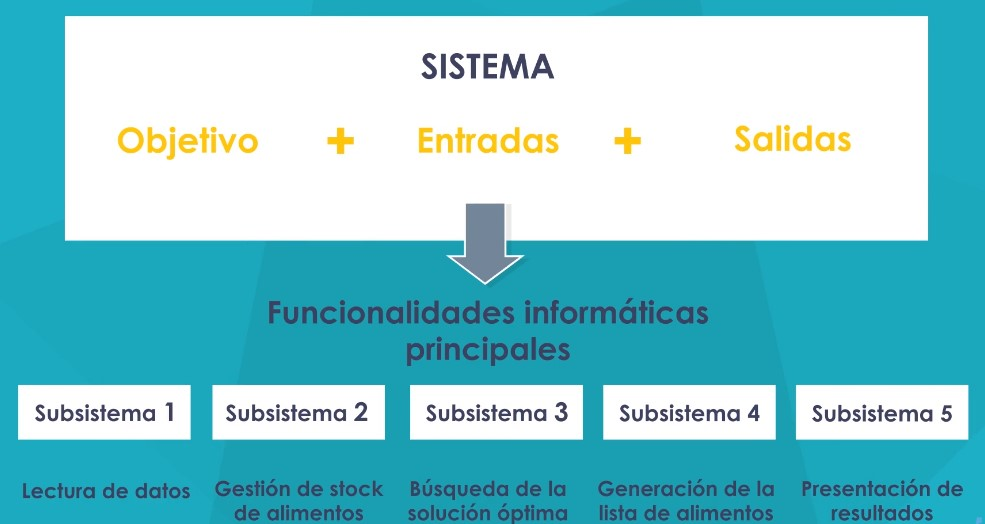 SISTEMA
Objetivo + Entradas + Salidas
Funcionalidades informáticas
principales
Subsistema 1
Subsistema 2
Subsistema 3
Subsistema 4
Subsistema 5
Lectura de datos
Gestión de stock
de alimentos
Búsqueda de la
solución óptima
Generación de la
lista de alimentos
Presentación de
resultados